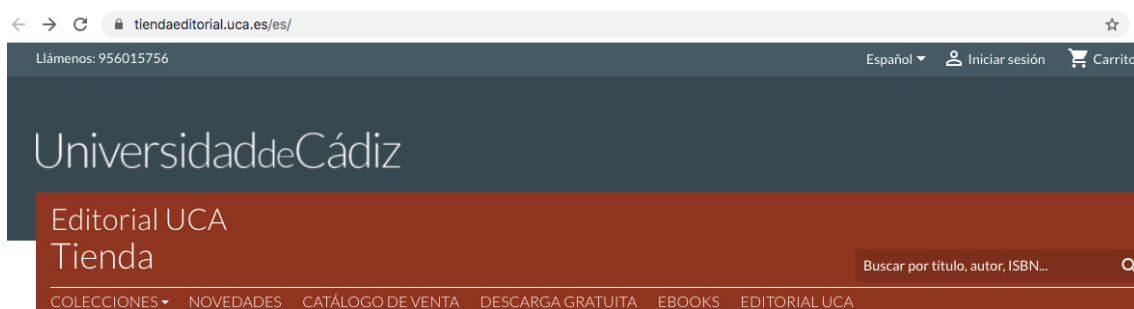 tiendaeditorial.uca.es/es/
Llámenos: 956015756 Español Iniciar sesión Carrito
UniversidaddeCádiz
Editorial UCA
Tienda
Buscar por título, autor, ISBN...
COLECCIONES NOVEDADES CATÁLOGO DE VENTA DESCARGA GRATUITA EBOOKS EDITORIAL UCA